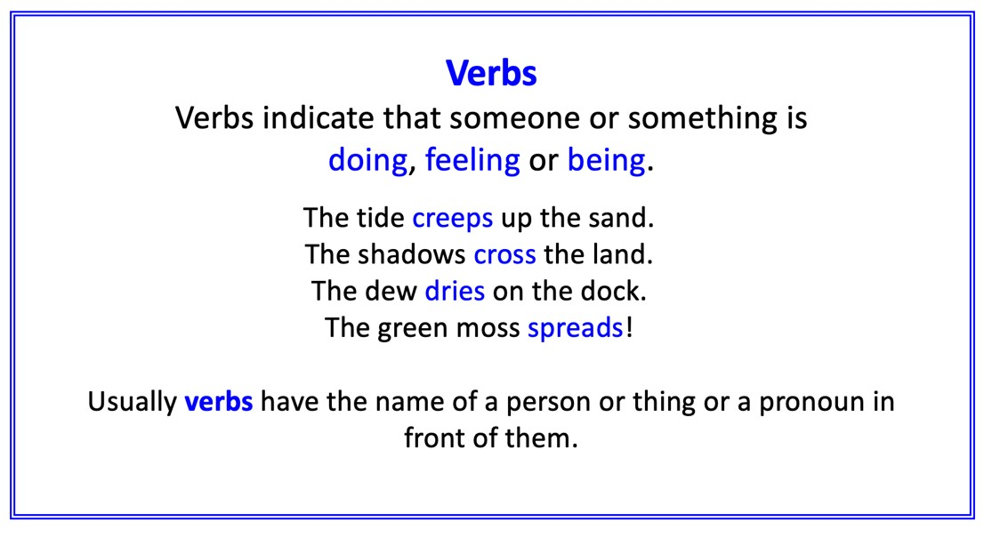 Verbs
Verbs indicate that someone or something is
doing, feeling or being.
The tide creeps up the sand.
The shadows cross the land.
The dew dries on the dock.
The green moss spreads!
Usually verbs have the name of a person or thing or a pronoun in
front of them.